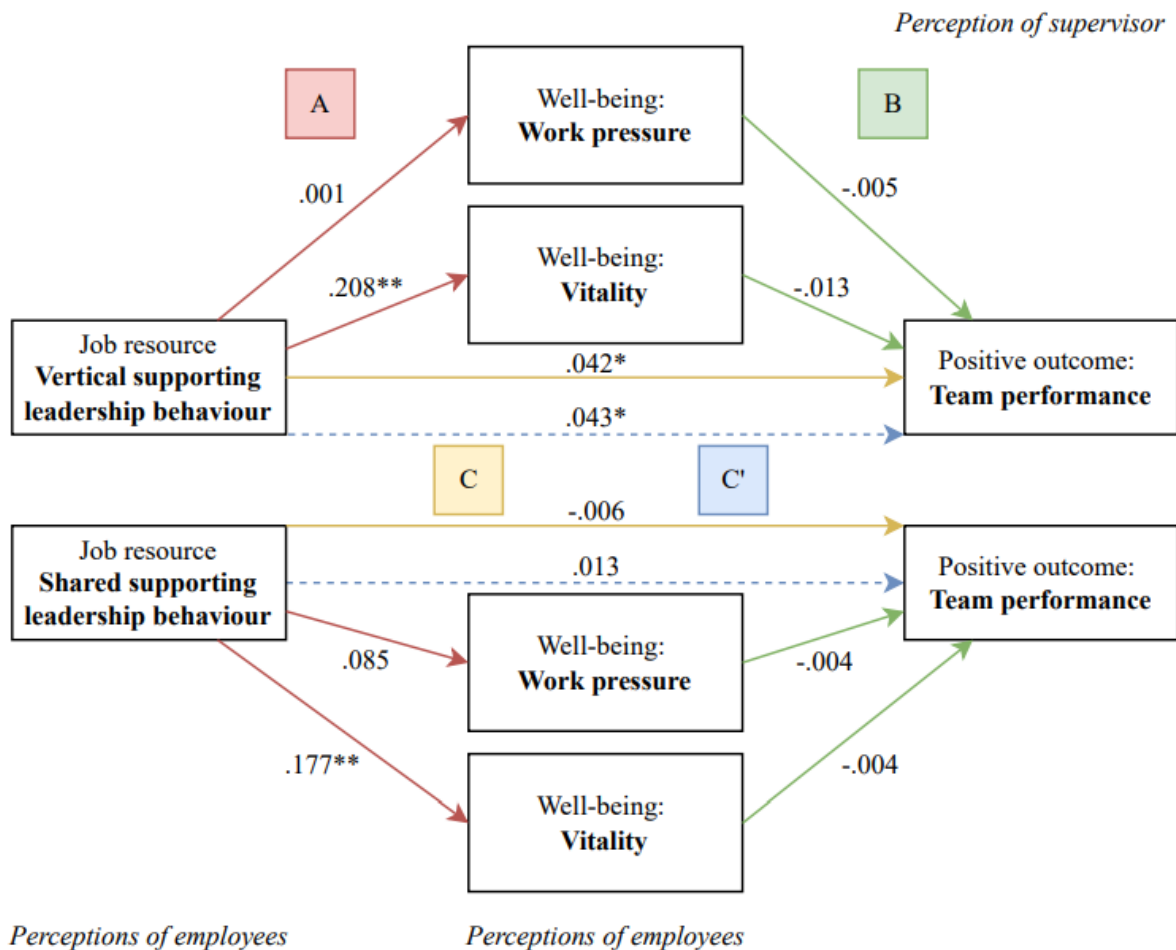 Perception of supervisor
A
Well-being:
Work pressure
B
.001
-.005
Well-being:
Vitality
.208**
-.013
Job resource
Vertical supporting
leadership behaviour
.042*
.043*
Positive outcome:
Team performance
C
C'
Job resource
Shared supporting
leadership behaviour
-.006
.013
Positive outcome:
Team performance
.085
Well-being:
Work pressure
-.004
.177**
Well-being:
Vitality
-.004
Perceptions of employees
Perceptions of employees